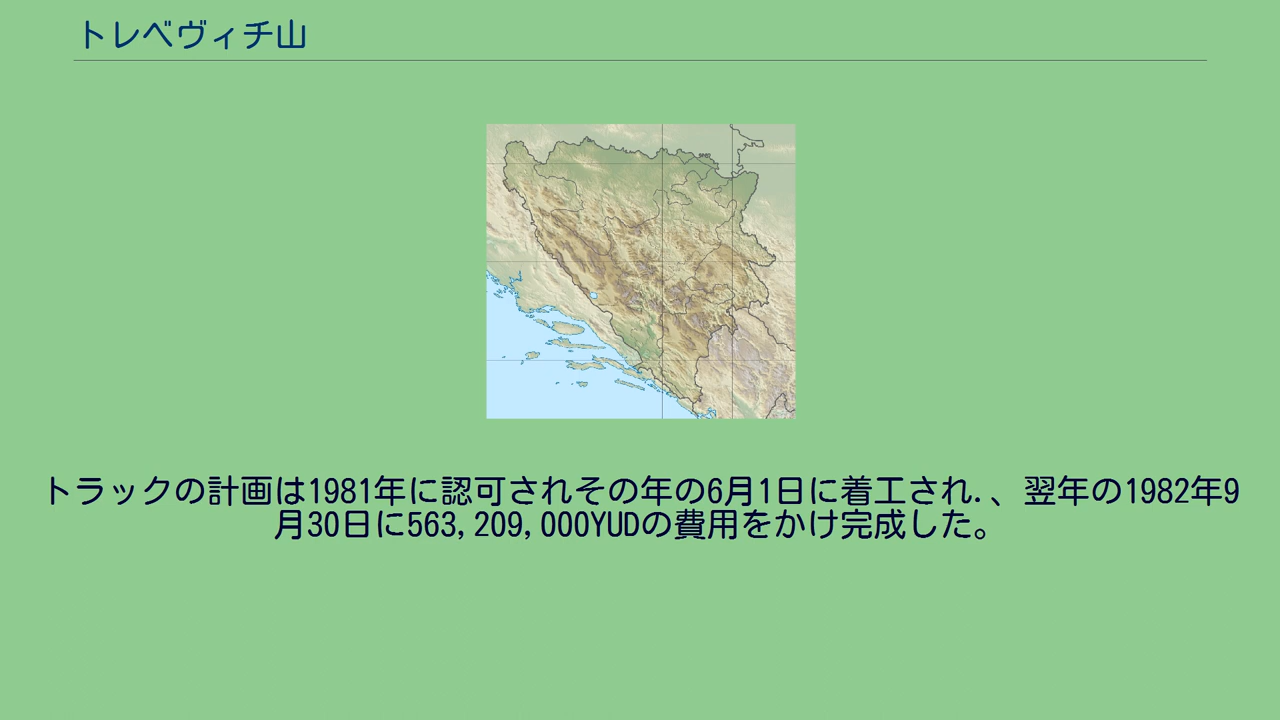 トレベヴィチ山
トラックの計画は1981年に認可されその年の6月1日に着工され.、翌年の1982年9
月30日に563,209,000YUDの費用をかけ完成した。